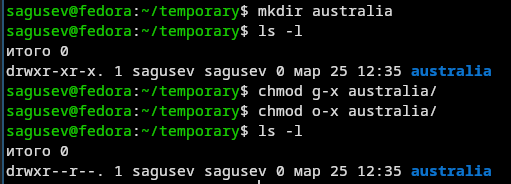 sagusev@fedora:~/temporary$ mkdir australia
sagusev@fedora:~/temporary$ ls -l
итого 0
drwxr-xr-x. 1 sagusev sagusev 0 мар 25 12:35 australia
sagusev@fedora:~/temporary$ chmod g-x australia/
sagusev@fedora:~/temporary$ chmod o-x australia/
sagusev@fedora:~/temporary$ ls -l
итого 0
drwxr--r--. 1 sagusev sagusev 0 мар 25 12:35 australia